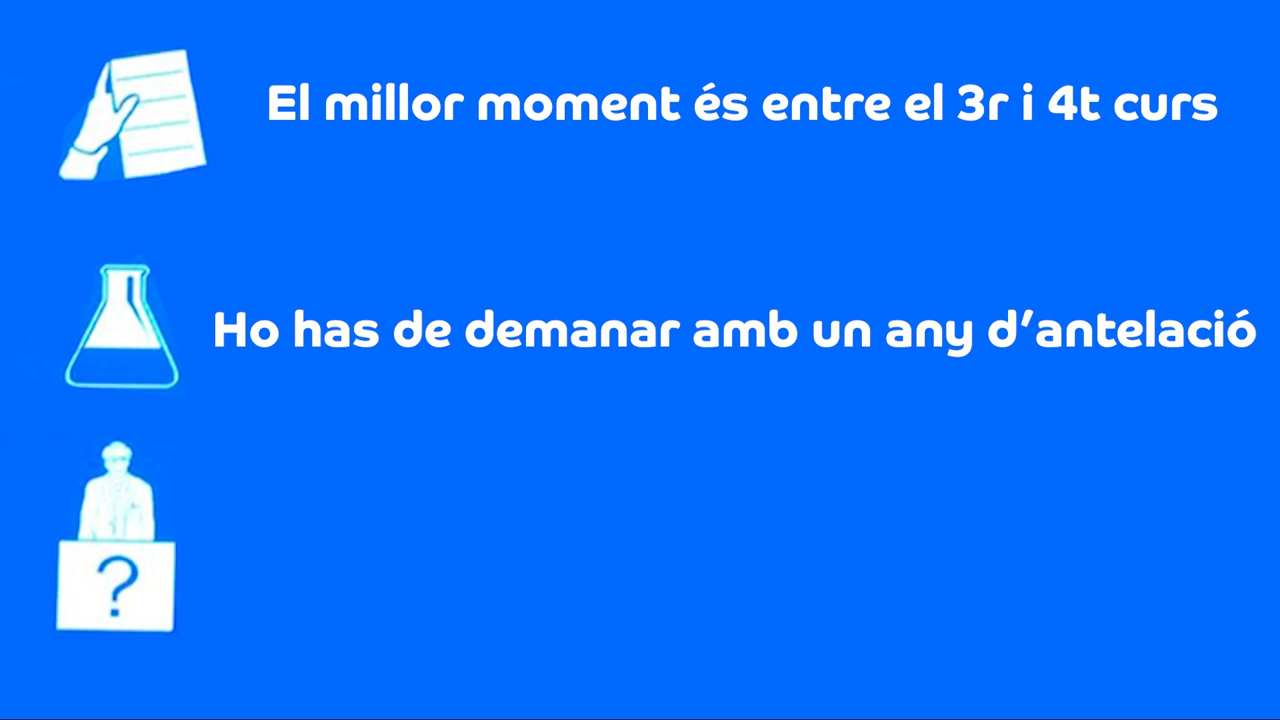 El millor moment és entre el 3r i 4t curs
Ho has de demanar amb un any d'antelació
?